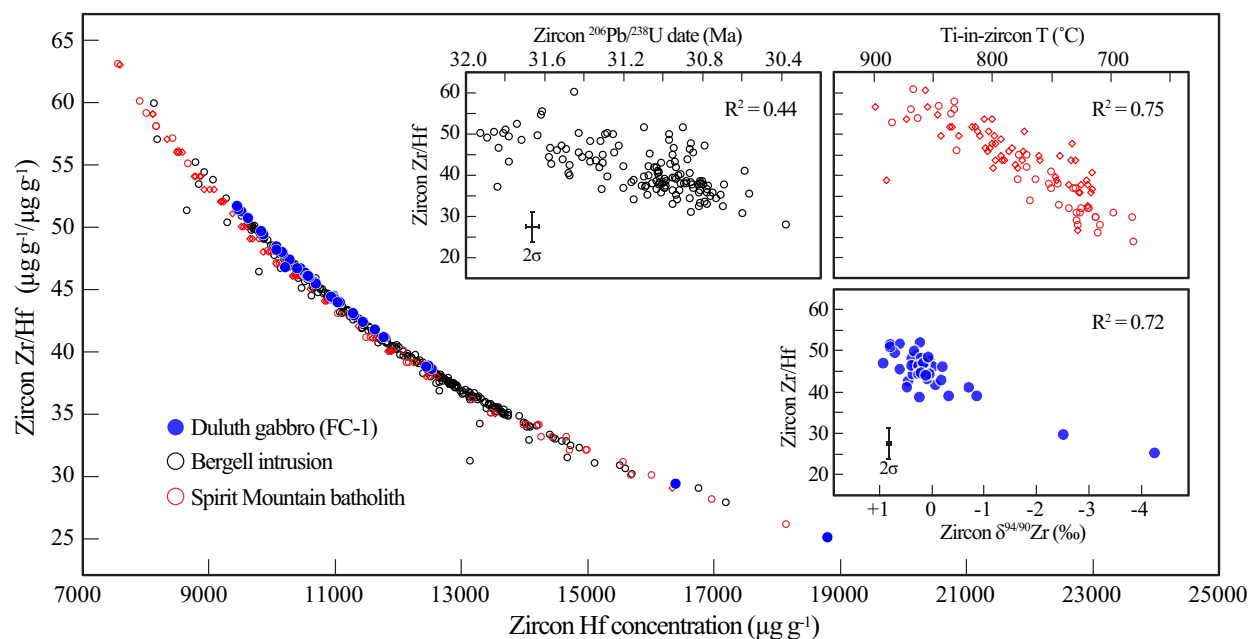 Zircon ²⁰⁶Pb/²³⁸U date (Ma)
32.0 31.6 31.2 30.8 30.4
Ti-in-zircon T (˚C)
900 800 700
65
60
55
50
45
40
35
30
25
Zircon Zr/Hf (µg g⁻¹/µg g⁻¹)
60
50
40
30
20
Zircon Zr/Hf
R² = 0.44
2σ
R² = 0.75
60
50
40
30
20
Zircon Zr/Hf
R² = 0.72
2σ
+1 0 -1 -2 -3 -4
Zircon δ⁹⁴/⁹⁰Zr (‰)
Duluth gabbro (FC-1)
Bergell intrusion
Spirit Mountain batholith
7000 9000 11000 13000 15000 17000 19000 21000 23000 25000
Zircon Hf concentration (µg g⁻¹)